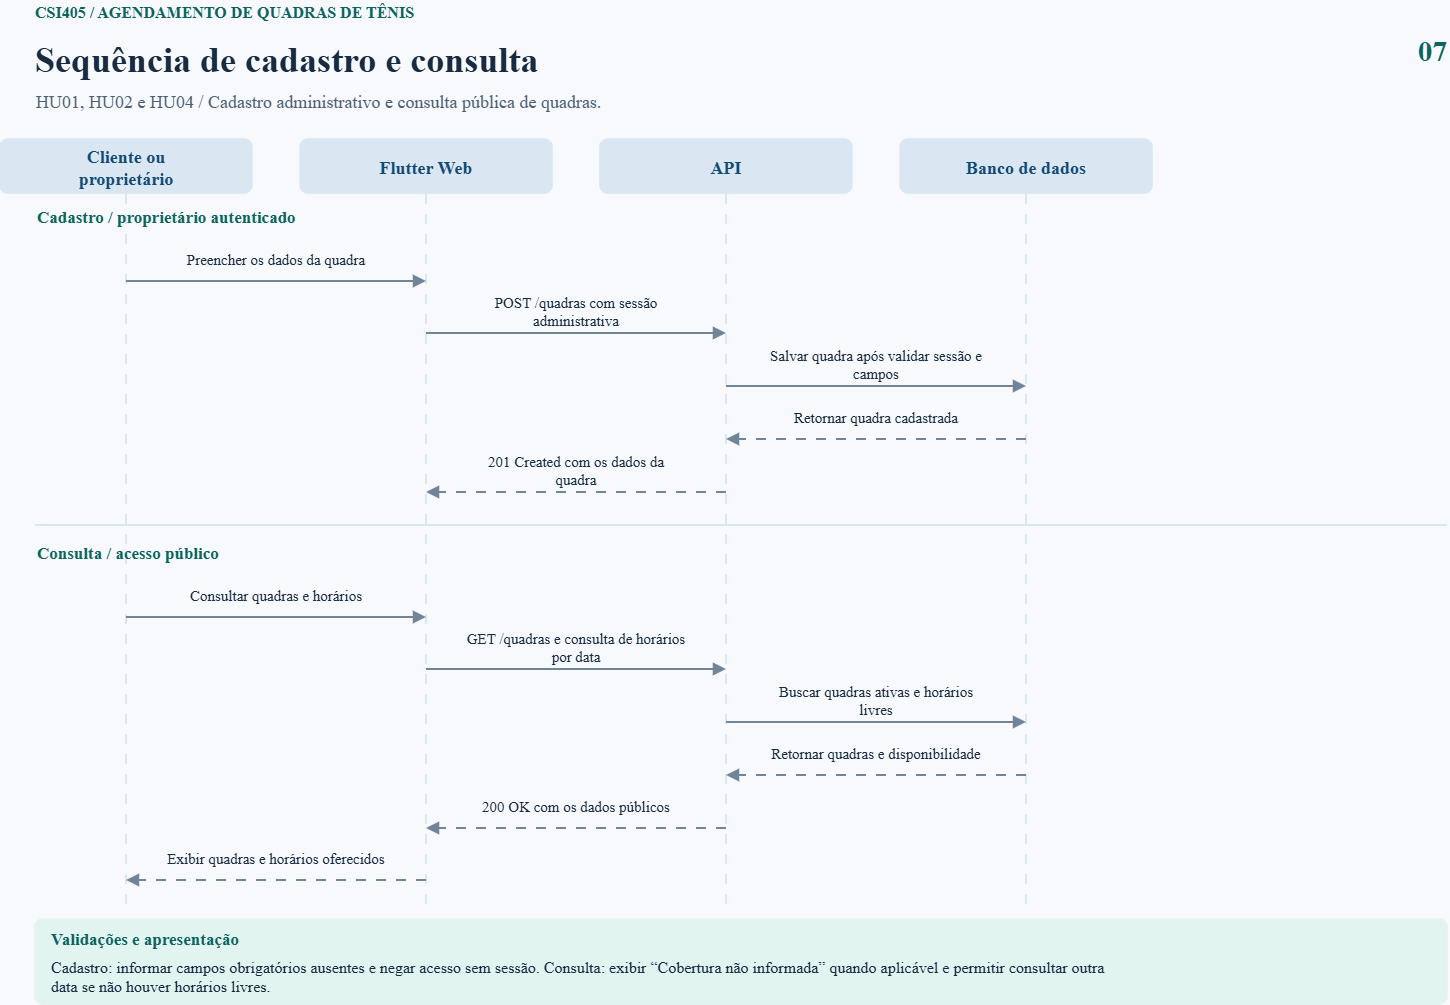 CSI405 / AGENDAMENTO DE QUADRAS DE TÊNIS
Sequência de cadastro e consulta
07
HU01, HU02 e HU04 / Cadastro administrativo e consulta pública de quadras.
Cliente ou
proprietário
Flutter Web
API
Banco de dados
Cadastro / proprietário autenticado
Preencher os dados da quadra
POST /quadras com sessão
administrativa
Salvar quadra após validar sessão e
campos
Retornar quadra cadastrada
201 Created com os dados da
quadra
Consulta / acesso público
Consultar quadras e horários
GET /quadras e consulta de horários
por data
Buscar quadras ativas e horários
livres
Retornar quadras e disponibilidade
200 OK com os dados públicos
Exibir quadras e horários oferecidos
Validações e apresentação
Cadastro: informar campos obrigatórios ausentes e negar acesso sem sessão. Consulta: exibir “Cobertura não informada” quando aplicável e permitir consultar outra
data se não houver horários livres.